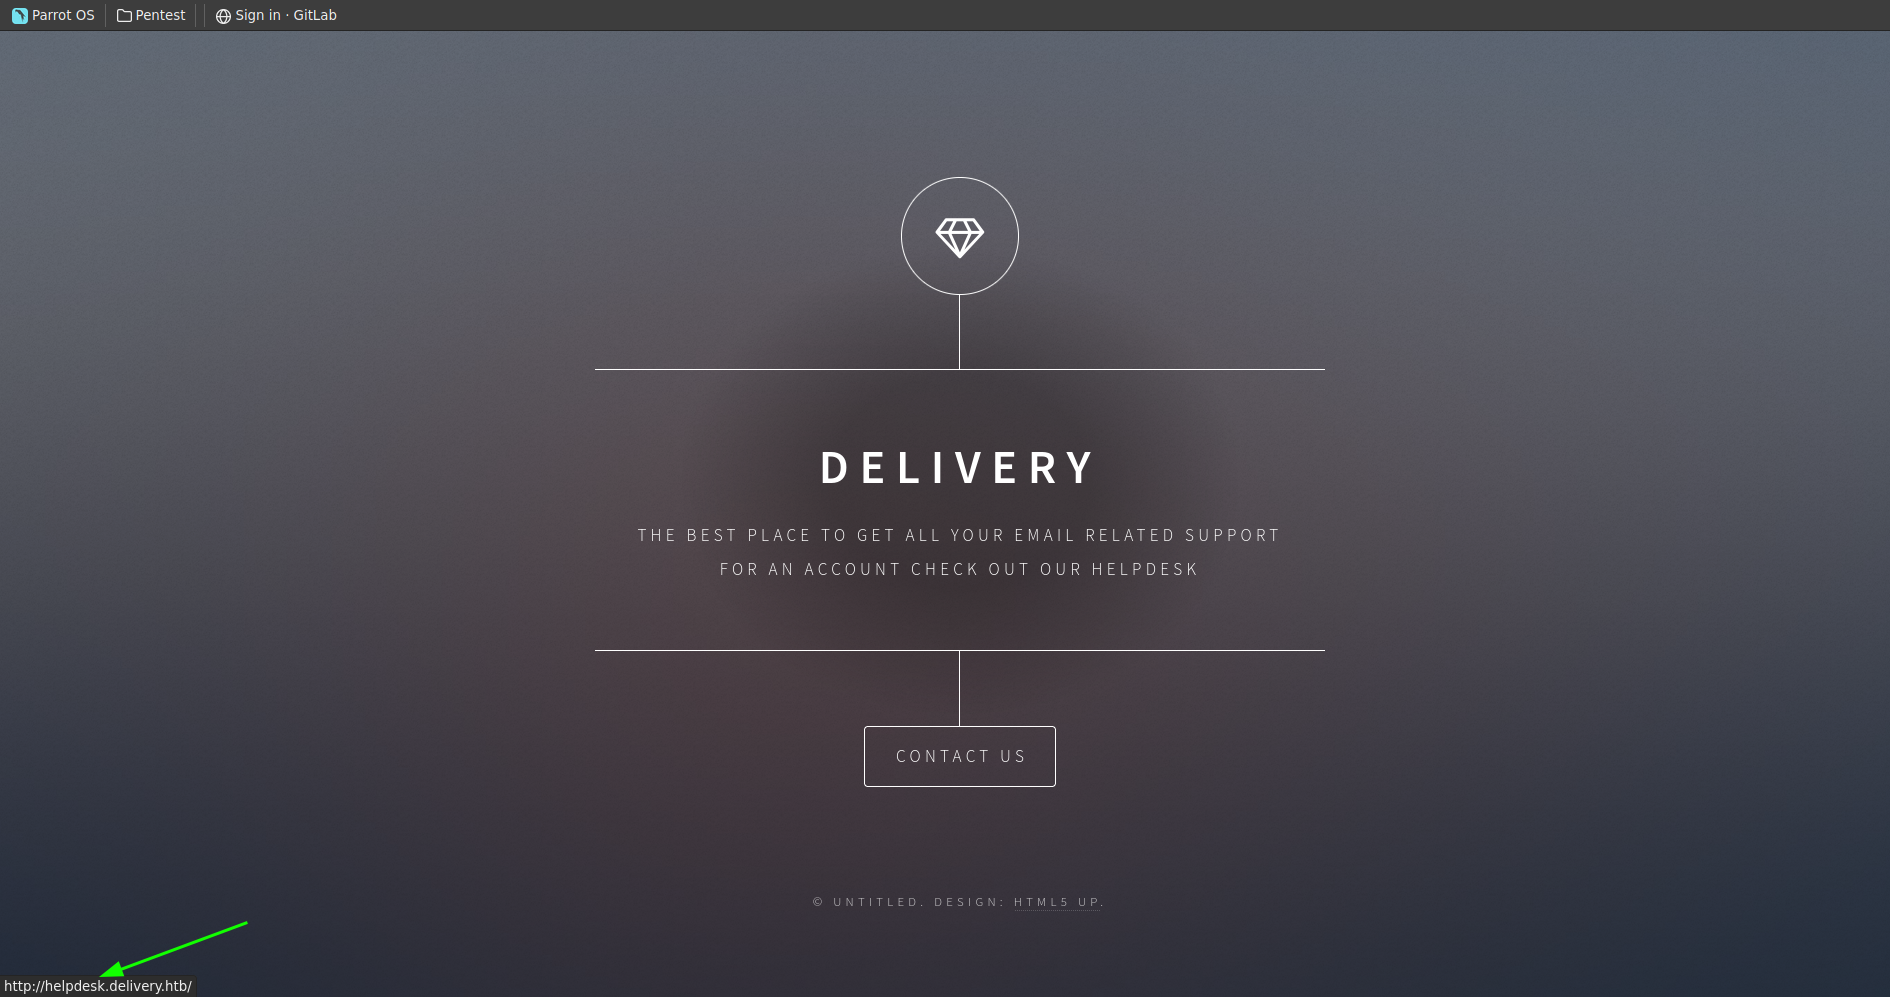 Parrot OS Pentest Sign in · GitLab
DELIVERY
THE BEST PLACE TO GET ALL YOUR EMAIL RELATED SUPPORT
FOR AN ACCOUNT CHECK OUT OUR HELPDESK
CONTACT US
© UNTITLED. DESIGN: HTML5 UP.
http://helpdesk.delivery.htb/